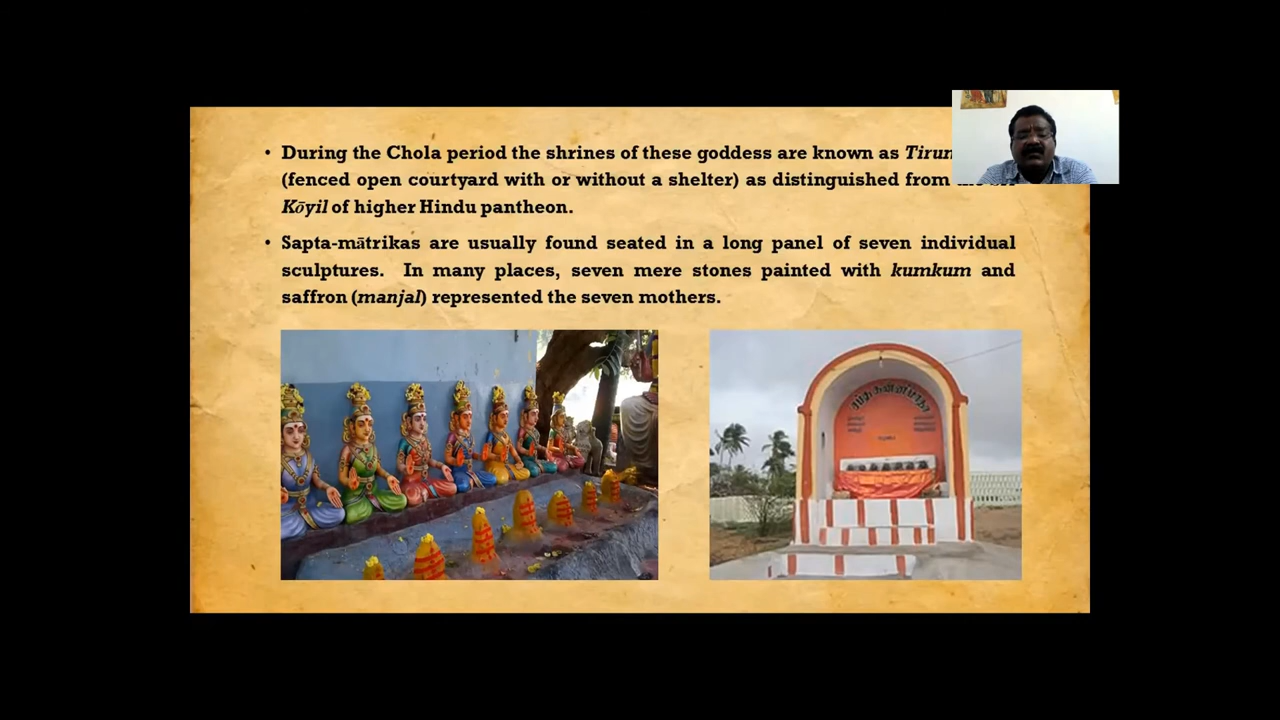 • During the Chola period the shrines of these goddess are known as
(fenced open courtyard with or without a shelter) as distinguished from
Kōyil of higher Hindu pantheon.
• Sapta-mātrikas are usually found seated in a long panel of seven individual
sculptures. In many places, seven mere stones painted with kumkum and
saffron (manjal) represented the seven mothers.